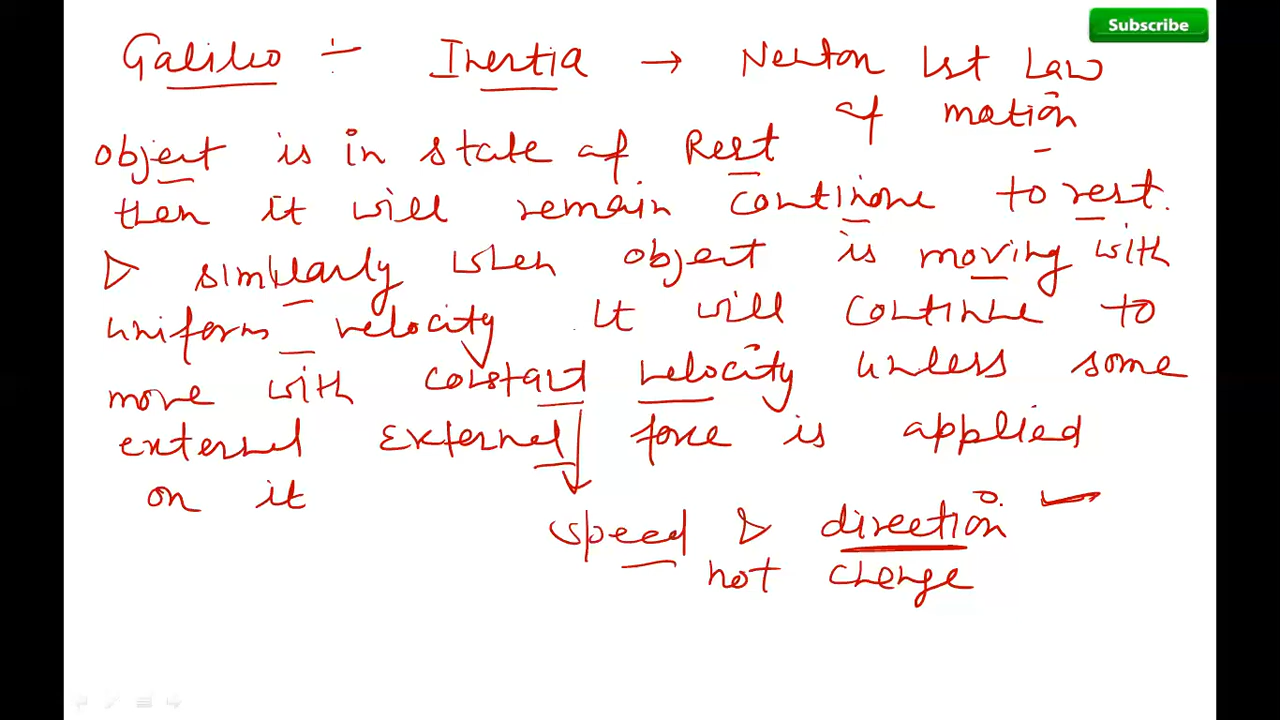 Subscribe
Galileo ÷ Inertia → Newton Ist Law
of motion
object is in state of Rest
then it will remain continue to rest.
& similarly when object is moving with
uniform velocity It will continue to
move with constant velocity unless some
external external force is applied
on it
speed & direction
not change